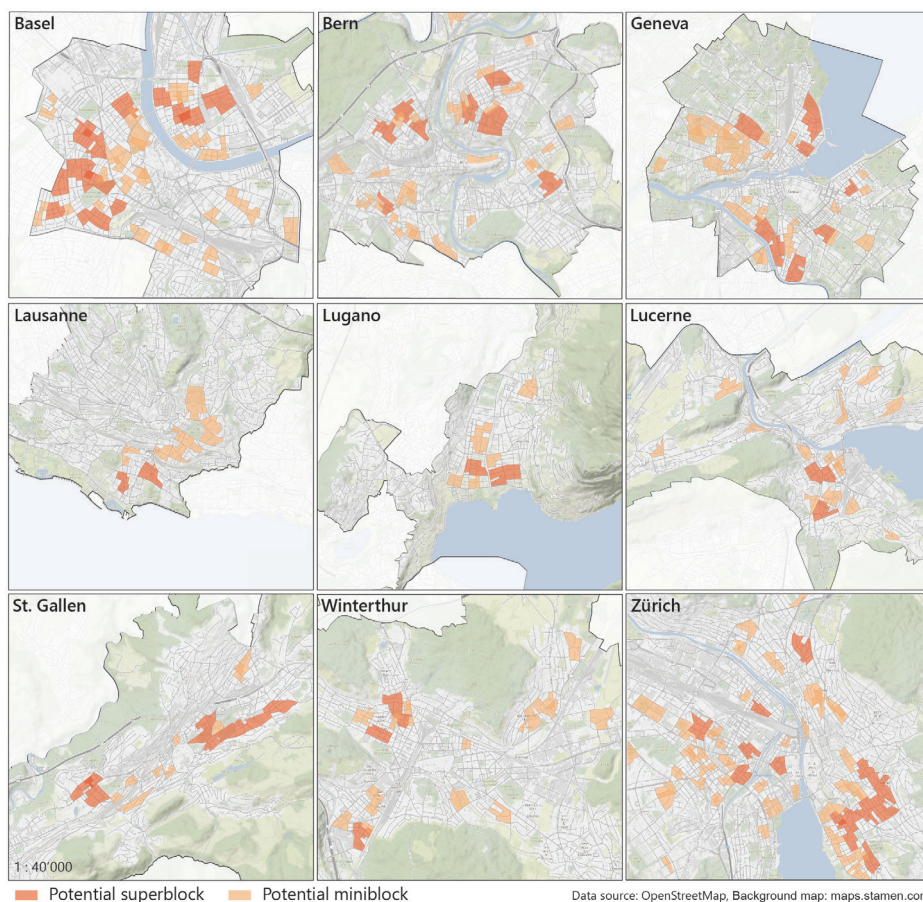 Basel
Bern
Geneva
Lausanne
Lugano
Lucerne
St. Gallen
Winterthur
Zürich
1 : 40'000
Potential superblock
Potential miniblock
Data source: OpenStreetMap, Background map: maps.stamen.con